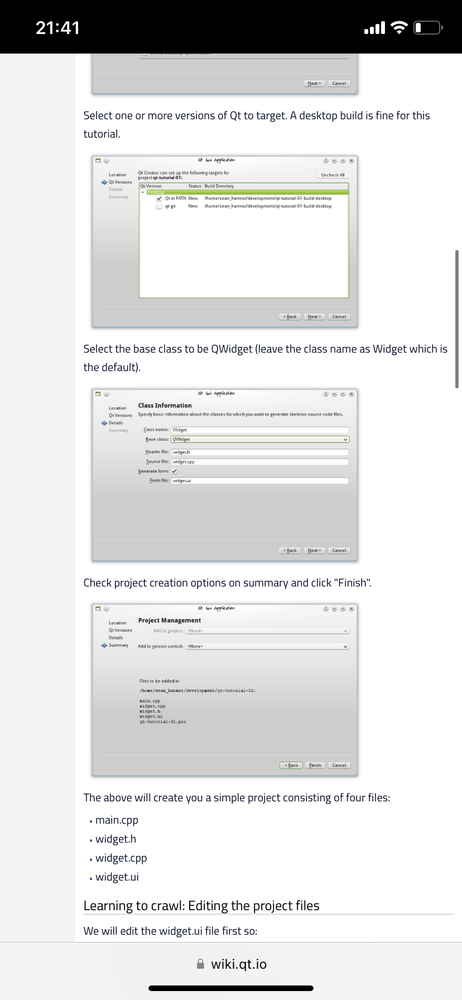 21:41
Next >
Cancel
Select one or more versions of Qt to target. A desktop build is fine for this
tutorial.
Qt Gui Application
Location
Qt Versions
Details
Summary
Qt Creator can set up the following targets for
project qt-tutorial-01:
Uncheck All
Qt Version Status Build Directory
Desktop
Qt in PATH New /home/sean_harmer/development/qt-tutorial-01-build-desktop
qt-git New /home/sean_harmer/development/qt-tutorial-01-build-desktop
< Back Next > Cancel
Select the base class to be QWidget (leave the class name as Widget which is
the default).
Qt Gui Application
Location
Qt Versions
Details
Summary
Class Information
Specify basic information about the classes for which you want to generate skeleton source code files.
Class name: Widget
Base class: QWidget
Header file: widget.h
Source file: widget.cpp
Generate form:
Form file: widget.ui
< Back Next > Cancel
Check project creation options on summary and click "Finish".
Qt Gui Application
Location
Qt Versions
Details
Summary
Project Management
Add to project: <None>
Add to version control: <None>
Files to be added in
/home/sean_harmer/development/qt-tutorial-01:
main.cpp
widget.cpp
widget.h
widget.ui
qt-tutorial-01.pro
< Back Finish Cancel
The above will create you a simple project consisting of four files:
• main.cpp
• widget.h
• widget.cpp
• widget.ui
Learning to crawl: Editing the project files
We will edit the widget.ui file first so:
wiki.qt.io